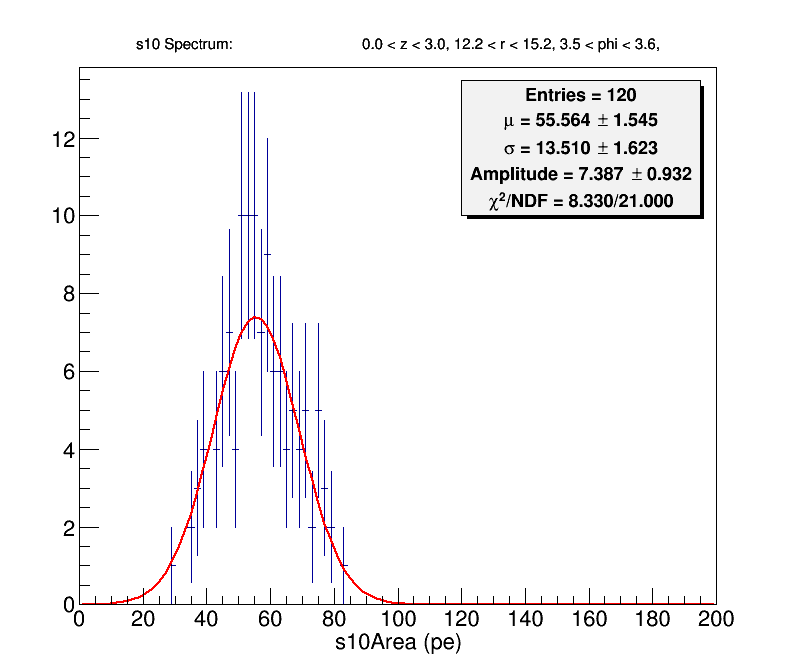 s10 Spectrum: 0.0 < z < 3.0, 12.2 < r < 15.2, 3.5 < phi < 3.6,
Entries = 120
μ = 55.564 ± 1.545
σ = 13.510 ± 1.623
Amplitude = 7.387 ± 0.932
χ²/NDF = 8.330/21.000
12
10
8
6
4
2
0
0 20 40 60 80 100 120 140 160 180 200
s10Area (pe)